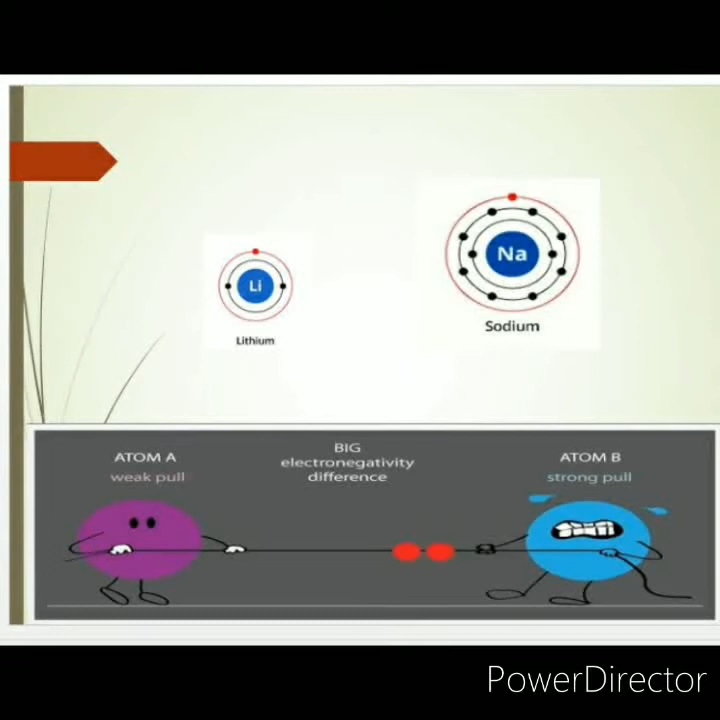 Li
Lithium
Na
Sodium
ATOM A
weak pull
BIG
electronegativity
difference
ATOM B
strong pull
PowerDirector